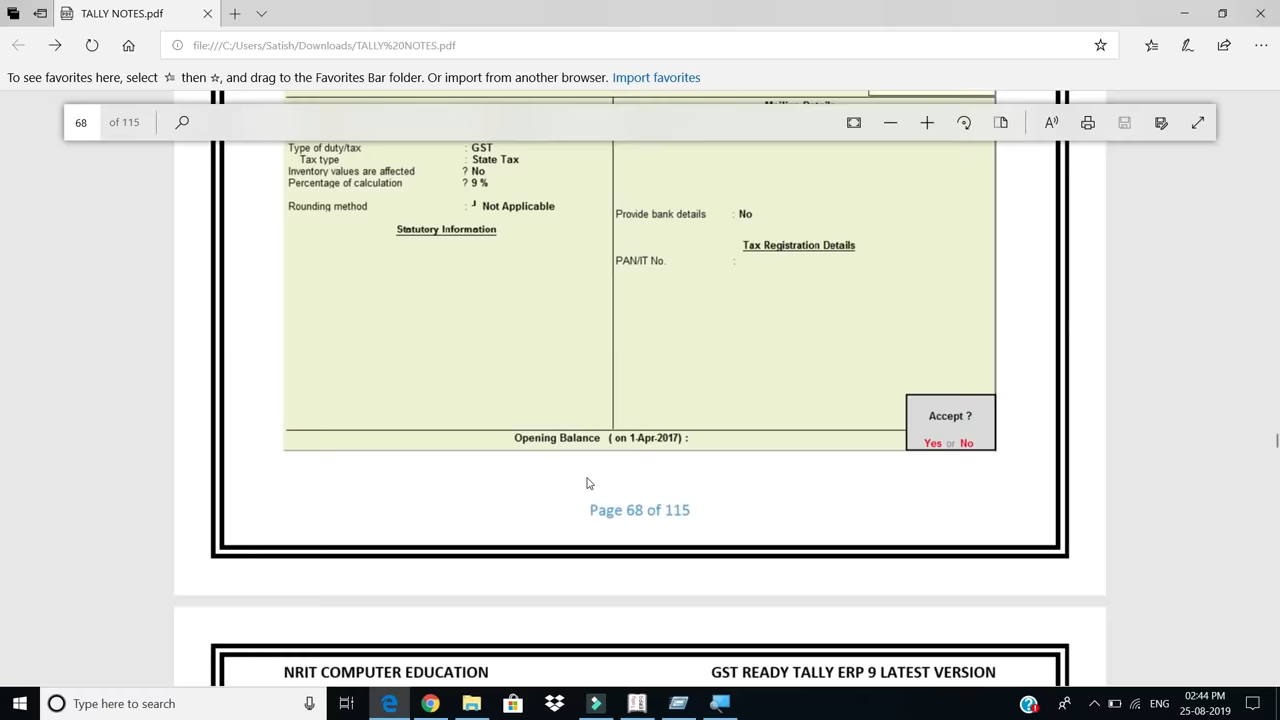 TALLY NOTES.pdf
file:///C:/Users/Satish/Downloads/TALLY%20NOTES.pdf
To see favorites here, select ☆ then ☆, and drag to the Favorites Bar folder. Or import from another browser. Import favorites
68 of 115
Type of duty/tax : GST
Tax type : State Tax
Inventory values are affected ? No
Percentage of calculation ? 9 %
Rounding method : ┘ Not Applicable
Provide bank details : No
Statutory Information
Tax Registration Details
PAN/IT No. :
Accept ?
Opening Balance ( on 1-Apr-2017) :
Yes or No
Page 68 of 115
NRIT COMPUTER EDUCATION GST READY TALLY ERP 9 LATEST VERSION
Type here to search
ENG
02:44 PM
25-08-2019